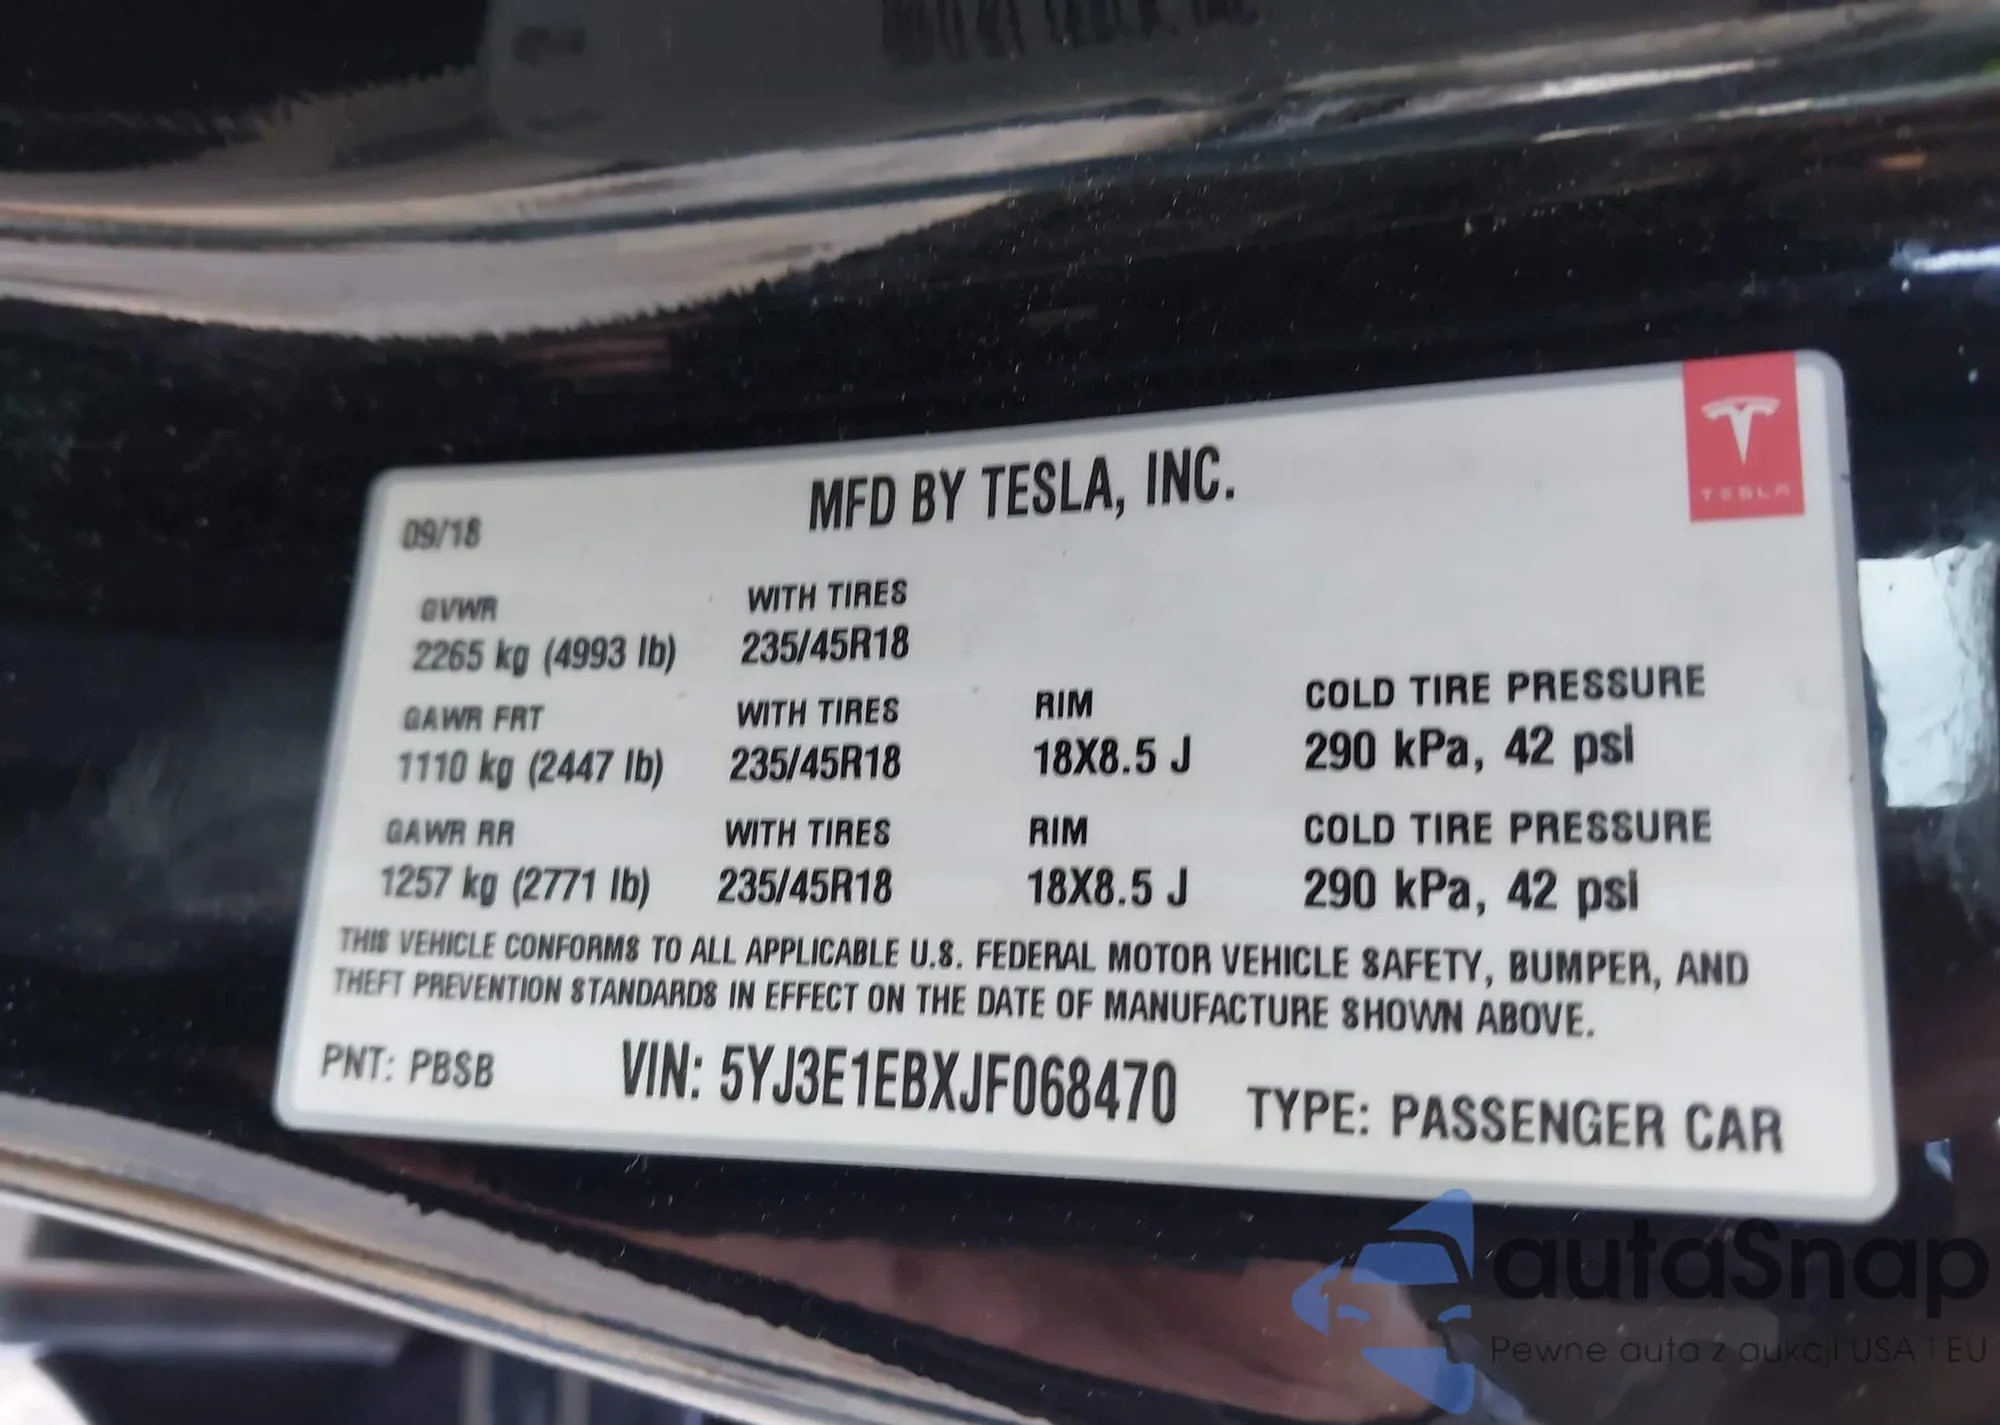 MFD BY TESLA, INC.
TESLA
09/18
GVWR WITH TIRES
2265 kg (4993 lb) 235/45R18
GAWR FRT WITH TIRES RIM COLD TIRE PRESSURE
1110 kg (2447 lb) 235/45R18 18X8.5 J 290 kPa, 42 psi
GAWR RR WITH TIRES RIM COLD TIRE PRESSURE
1257 kg (2771 lb) 235/45R18 18X8.5 J 290 kPa, 42 psi
THIS VEHICLE CONFORMS TO ALL APPLICABLE U.S. FEDERAL MOTOR VEHICLE SAFETY, BUMPER, AND
THEFT PREVENTION STANDARDS IN EFFECT ON THE DATE OF MANUFACTURE SHOWN ABOVE.
PNT: PBSB VIN: 5YJ3E1EBXJF068470 TYPE: PASSENGER CAR
autaSnap
Pewne auta z aukcji USA i EU